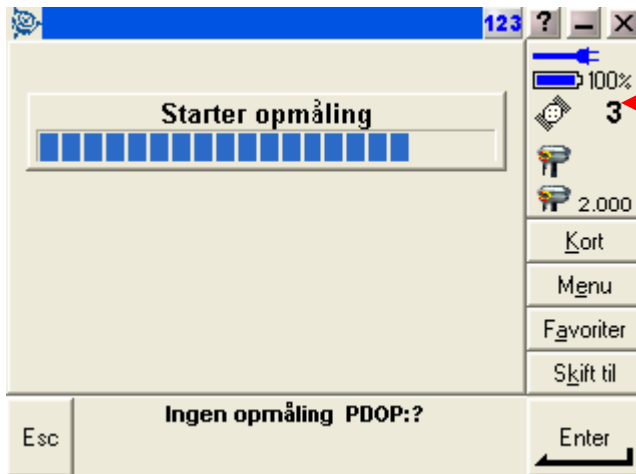 123 ?
100%
Starter opmåling
3
2.000
Kort
Menu
Favoriter
Skift til
Ingen opmåling PDOP:?
Esc
Enter